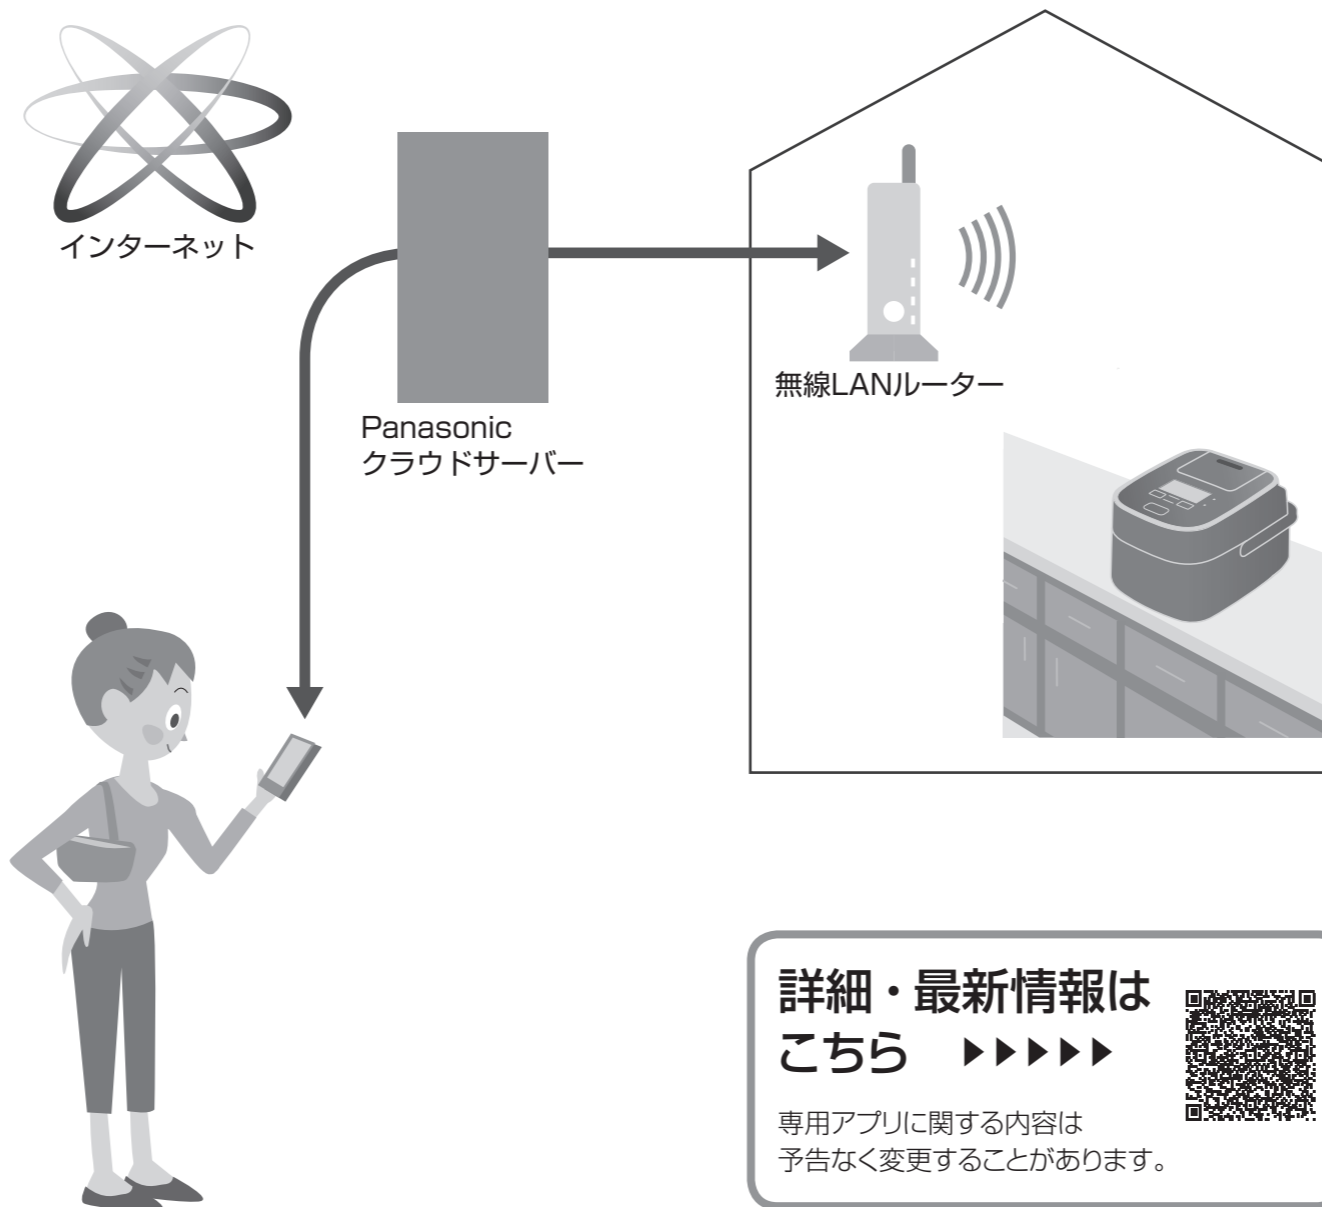 インターネット
Panasonic
クラウドサーバー
無線LANルーター
詳細・最新情報は
こちら ▶▶▶▶▶
専用アプリに関する内容は
予告なく変更することがあります。